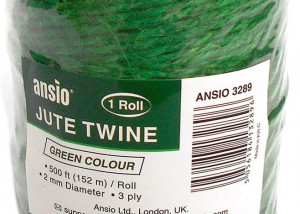 ansio®
1 Roll
ANSIO 3289
JUTE TWINE
GREEN COLOUR
• 500 ft (152 m) / Roll
• 2 mm Diameter • 3 ply
Ansio Ltd., London, UK.